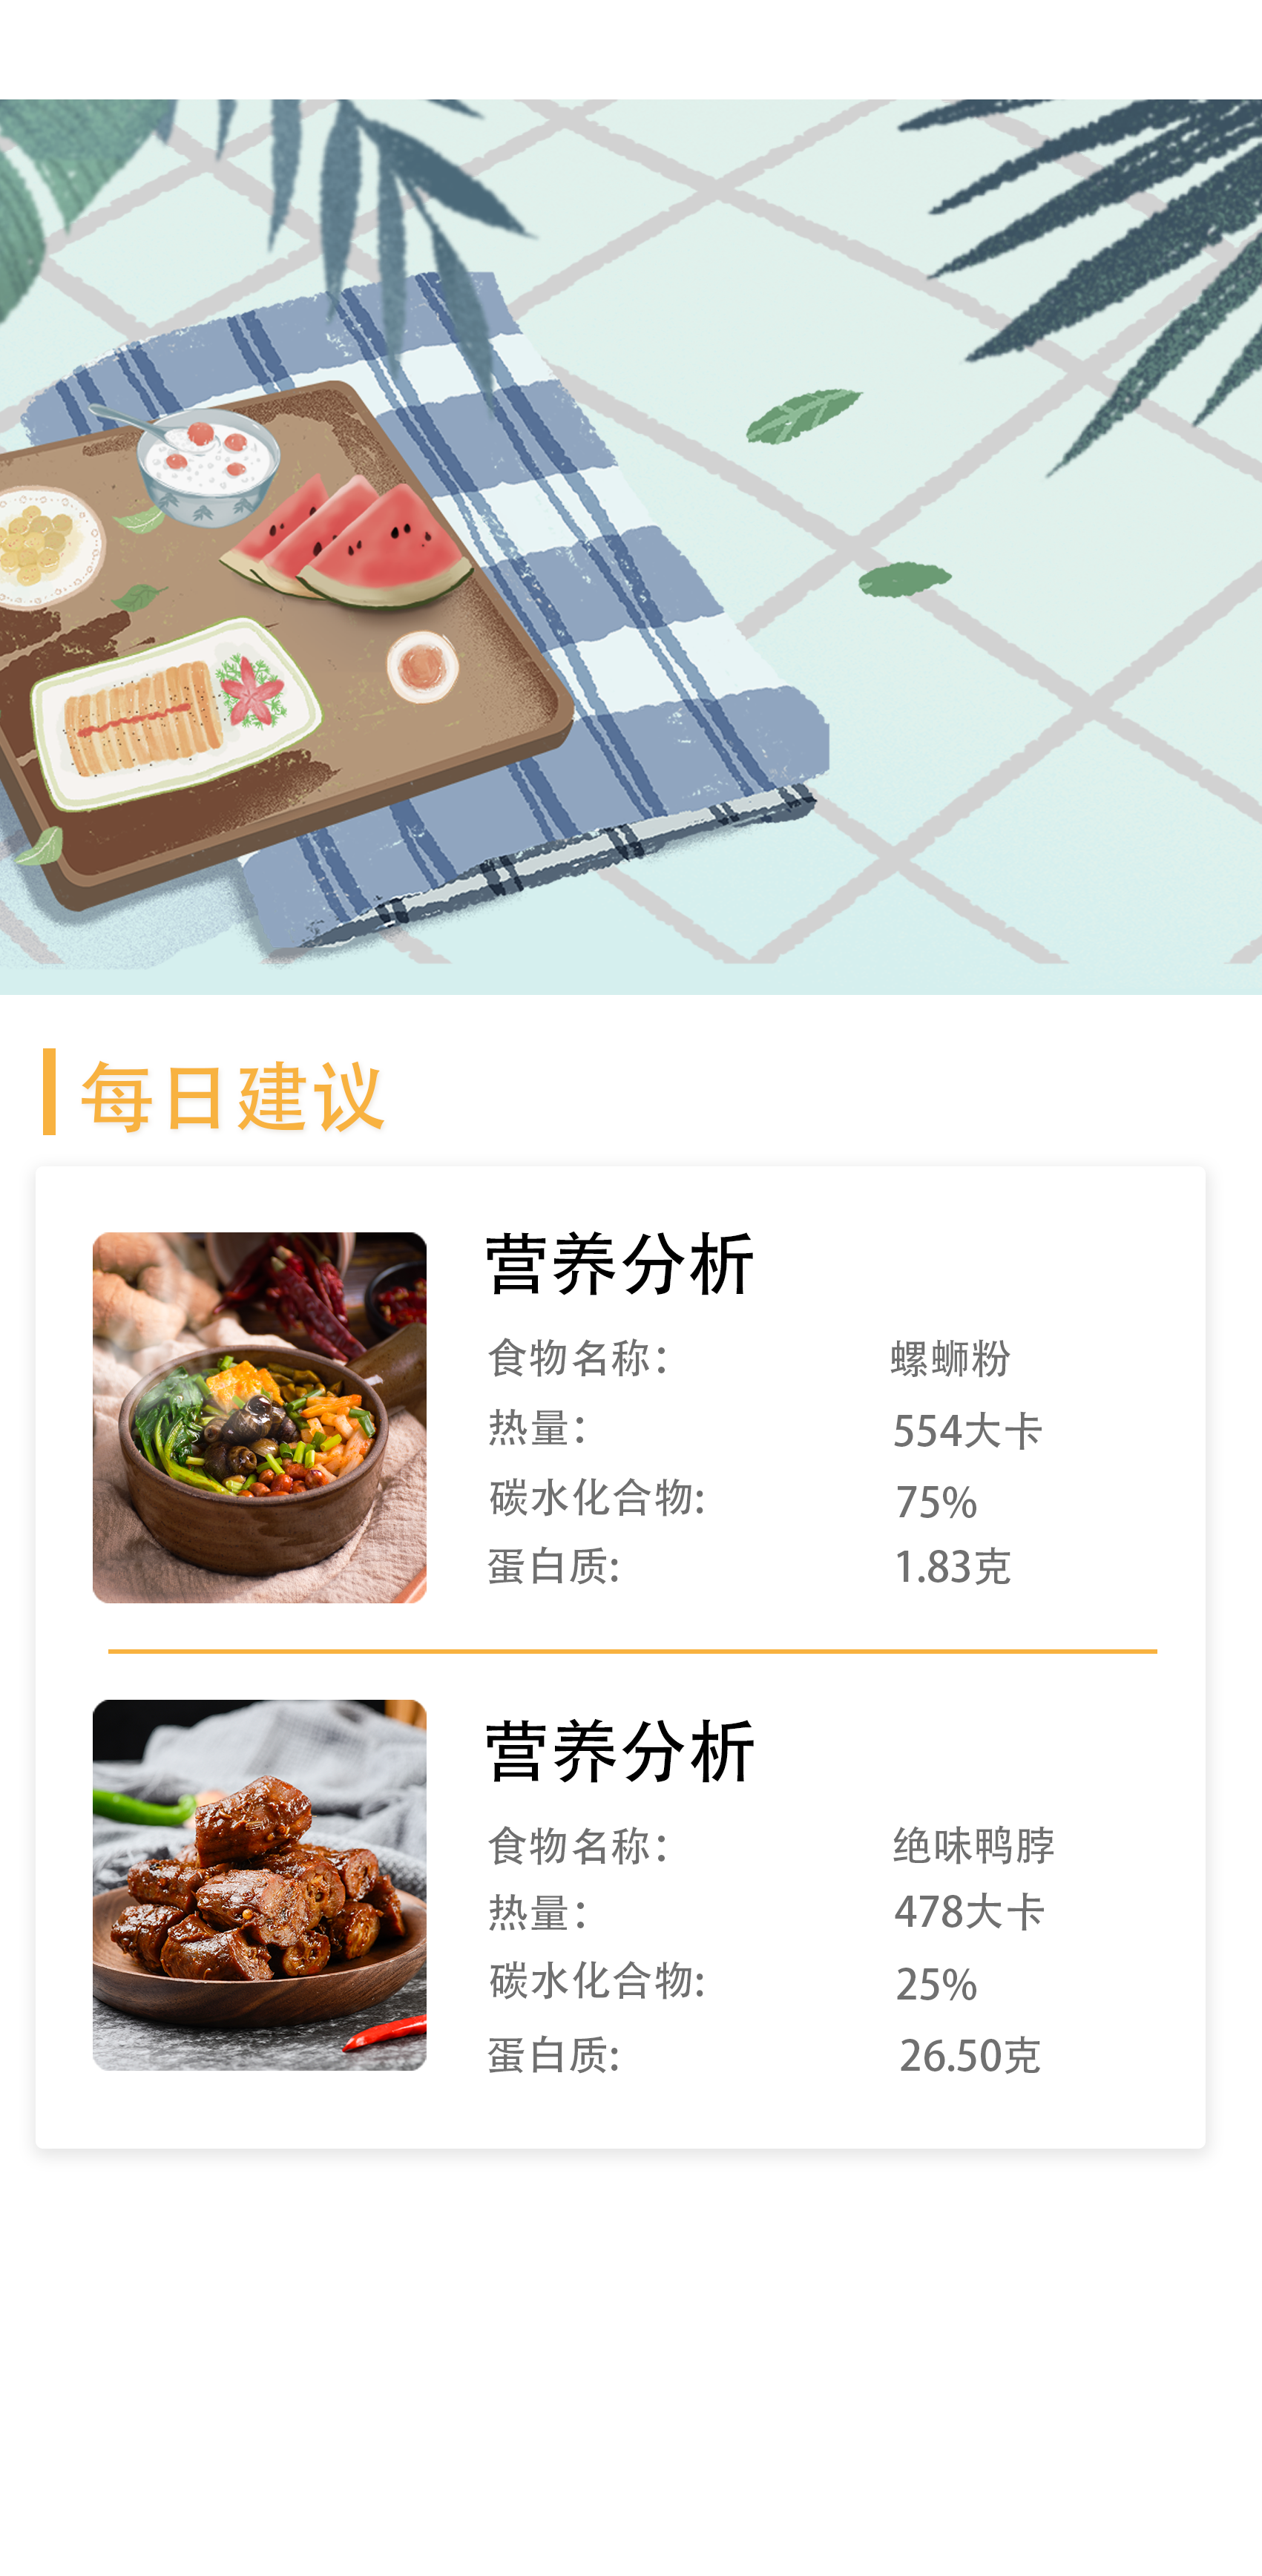 每日建议
营养分析
食物名称： 螺蛳粉
热量： 554大卡
碳水化合物: 75%
蛋白质: 1.83克
营养分析
食物名称： 绝味鸭脖
热量： 478大卡
碳水化合物: 25%
蛋白质: 26.50克